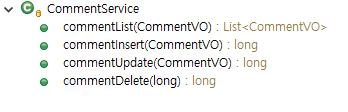 CommentService
commentList(CommentVO) : List<CommentVO>
commentInsert(CommentVO) : long
commentUpdate(CommentVO) : long
commentDelete(long) : long